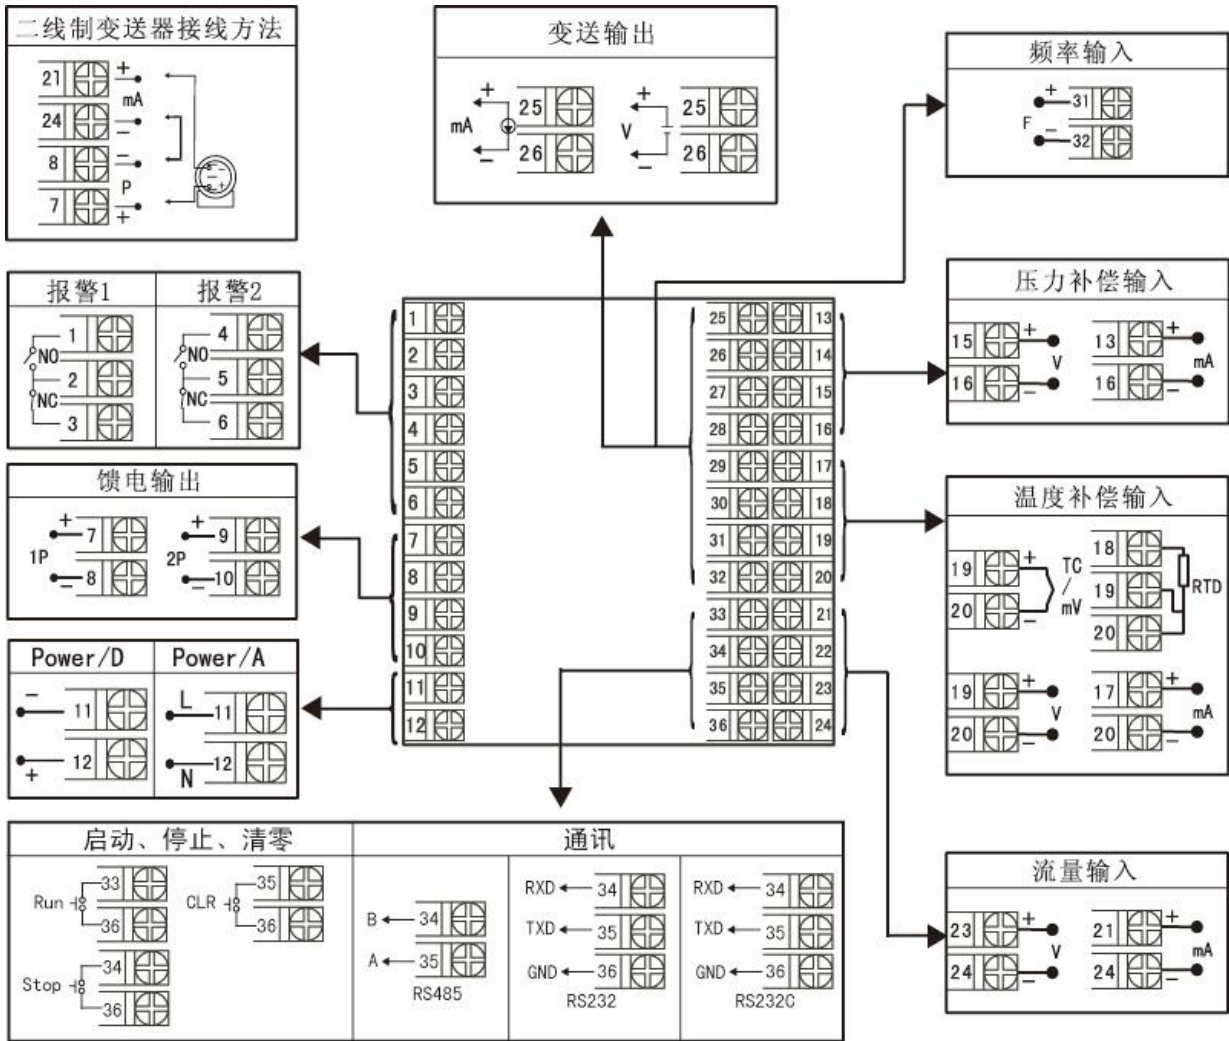 二线制变送器接线方法
21 +
mA
24 −
8 −
P
7 +
变送输出
+ 25
mA
− 26
+ 25
V
− 26
频率输入
+ 31
F
− 32
报警1
1
NO
2
NC
3
报警2
4
NO
5
NC
6
压力补偿输入
15 +
V
16 −
13 +
mA
16 −
馈电输出
+ 7
1P
− 8
+ 9
2P
− 10
温度补偿输入
19 +
TC
/
mV
20 −
18
19
RTD
20
19 +
V
20 −
17 +
mA
20 −
Power/D
− 11
+ 12
Power/A
L 11
N 12
1
2
3
4
5
6
7
8
9
10
11
12
25 13
26 14
27 15
28 16
29 17
30 18
31 19
32 20
33 21
34 22
35 23
36 24
启动、停止、清零
33
Run
36
35
CLR
36
34
Stop
36
通讯
B 34
A 35
RS485
RXD 34
TXD 35
GND 36
RS232
RXD 34
TXD 35
GND 36
RS232C
流量输入
23 +
V
24 −
21 +
mA
24 −